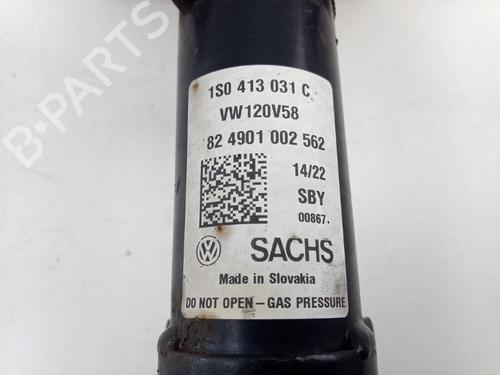 1S0 413 031 C
VW120V58
82 4901 002 562
14/22
SBY
00867.
SACHS
Made in Slovakia
DO NOT OPEN - GAS PRESSURE
B-PARTS